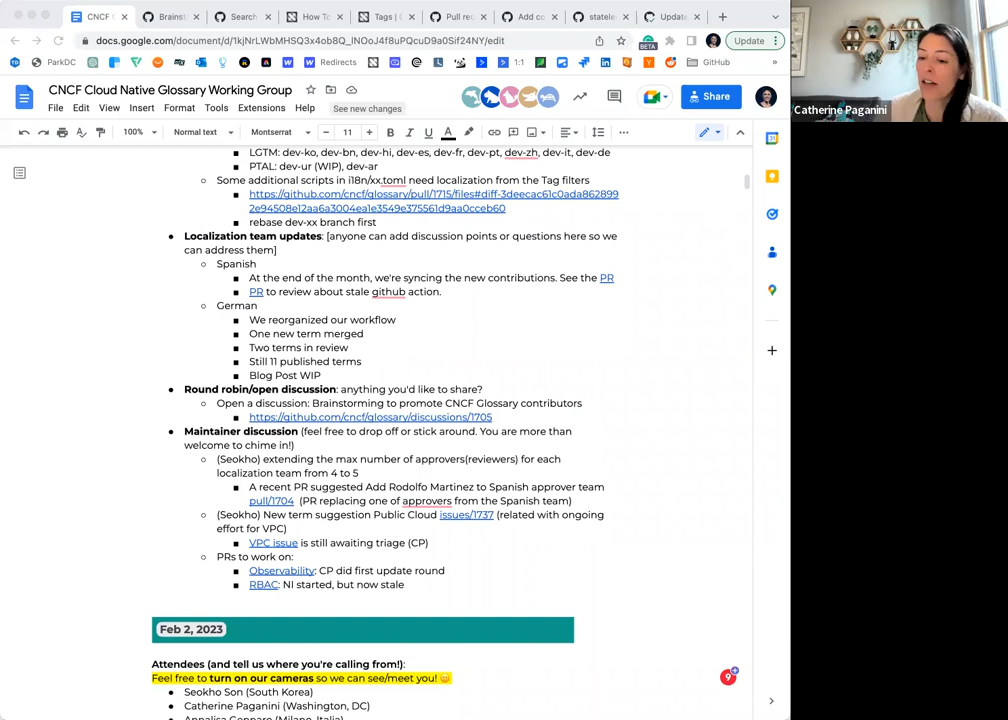 CNCF C
Brainst
Search
How To
Tags | C
Pull rec
Add co
statele
Update
docs.google.com/document/d/1kjNrLWbMHSQ3x4ob8Q_lNOoJ4f8uPQcuD9a0Sif24NY/edit
BETA
Update
ParkDC
Redirects
1:1
GitHub
CNCF Cloud Native Glossary Working Group
File Edit View Insert Format Tools Extensions Help See new changes
Share
Catherine Paganini
100% Normal text Montserrat 11
LGTM: dev-ko, dev-bn, dev-hi, dev-es, dev-fr, dev-pt, dev-zh, dev-it, dev-de
PTAL: dev-ur (WIP), dev-ar
Some additional scripts in i18n/xx.toml need localization from the Tag filters
https://github.com/cncf/glossary/pull/1715/files#diff-3deecac61c0ada862899
2e94508e12aa6a3004ea1e3549e375561d9aa0cceb60
rebase dev-xx branch first
Localization team updates: [anyone can add discussion points or questions here so we
can address them]
Spanish
At the end of the month, we're syncing the new contributions. See the PR
PR to review about stale github action.
German
We reorganized our workflow
One new term merged
Two terms in review
Still 11 published terms
Blog Post WIP
Round robin/open discussion: anything you'd like to share?
Open a discussion: Brainstorming to promote CNCF Glossary contributors
https://github.com/cncf/glossary/discussions/1705
Maintainer discussion (feel free to drop off or stick around. You are more than
welcome to chime in!)
(Seokho) extending the max number of approvers(reviewers) for each
localization team from 4 to 5
A recent PR suggested Add Rodolfo Martinez to Spanish approver team
pull/1704 (PR replacing one of approvers from the Spanish team)
(Seokho) New term suggestion Public Cloud issues/1737 (related with ongoing
effort for VPC)
VPC issue is still awaiting triage (CP)
PRs to work on:
Observability: CP did first update round
RBAC: NI started, but now stale
Feb 2, 2023
Attendees (and tell us where you're calling from!):
Feel free to turn on our cameras so we can see/meet you!
Seokho Son (South Korea)
Catherine Paganini (Washington, DC)
9